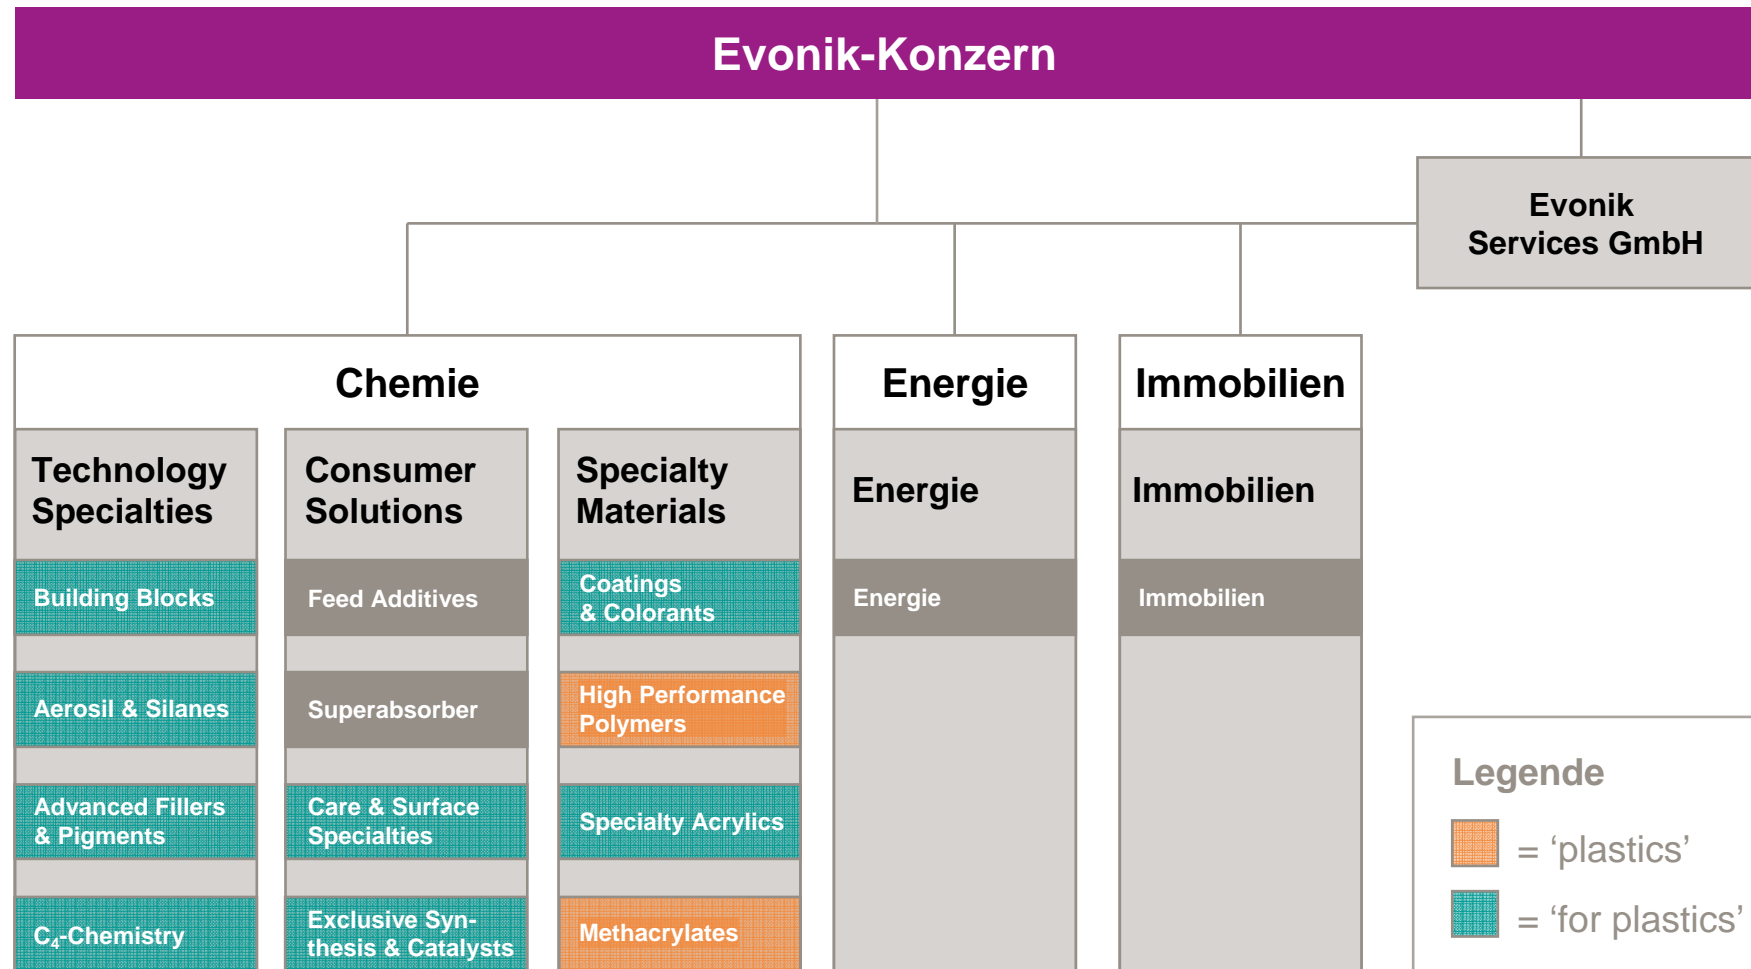 Evonik-Konzern
Evonik
Services GmbH
Chemie
Energie
Immobilien
Technology
Specialties
Consumer
Solutions
Specialty
Materials
Energie
Immobilien
Building Blocks
Feed Additives
Coatings
& Colorants
Energie
Immobilien
Aerosil & Silanes
Superabsorber
High Performance
Polymers
Advanced Fillers
& Pigments
Care & Surface
Specialties
Specialty Acrylics
C₄-Chemistry
Exclusive Syn-
thesis & Catalysts
Methacrylates
Legende
= ‘plastics’
= ‘for plastics’